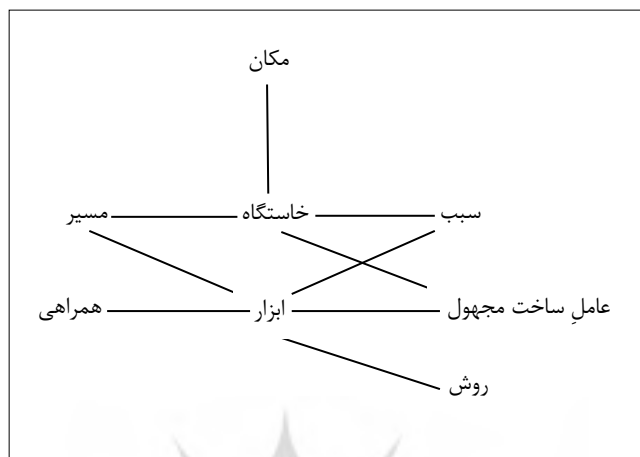 مکان
سبب خاستگاه مسیر
عاملِ ساخت مجهول ابزار همراهی
روش